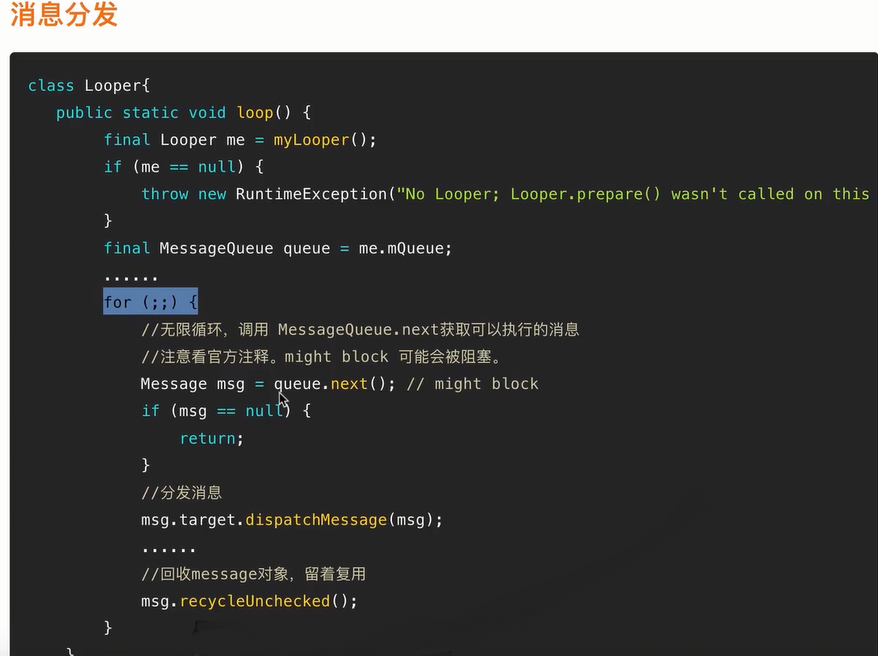 消息分发
class Looper{
public static void loop() {
final Looper me = myLooper();
if (me == null) {
throw new RuntimeException("No Looper; Looper.prepare() wasn't called on this
}
final MessageQueue queue = me.mQueue;
......
for (;;) {
//无限循环，调用 MessageQueue.next获取可以执行的消息
//注意看官方注释。might block 可能会被阻塞。
Message msg = queue.next(); // might block
if (msg == null) {
return;
}
//分发消息
msg.target.dispatchMessage(msg);
......
//回收message对象，留着复用
msg.recycleUnchecked();
}
}